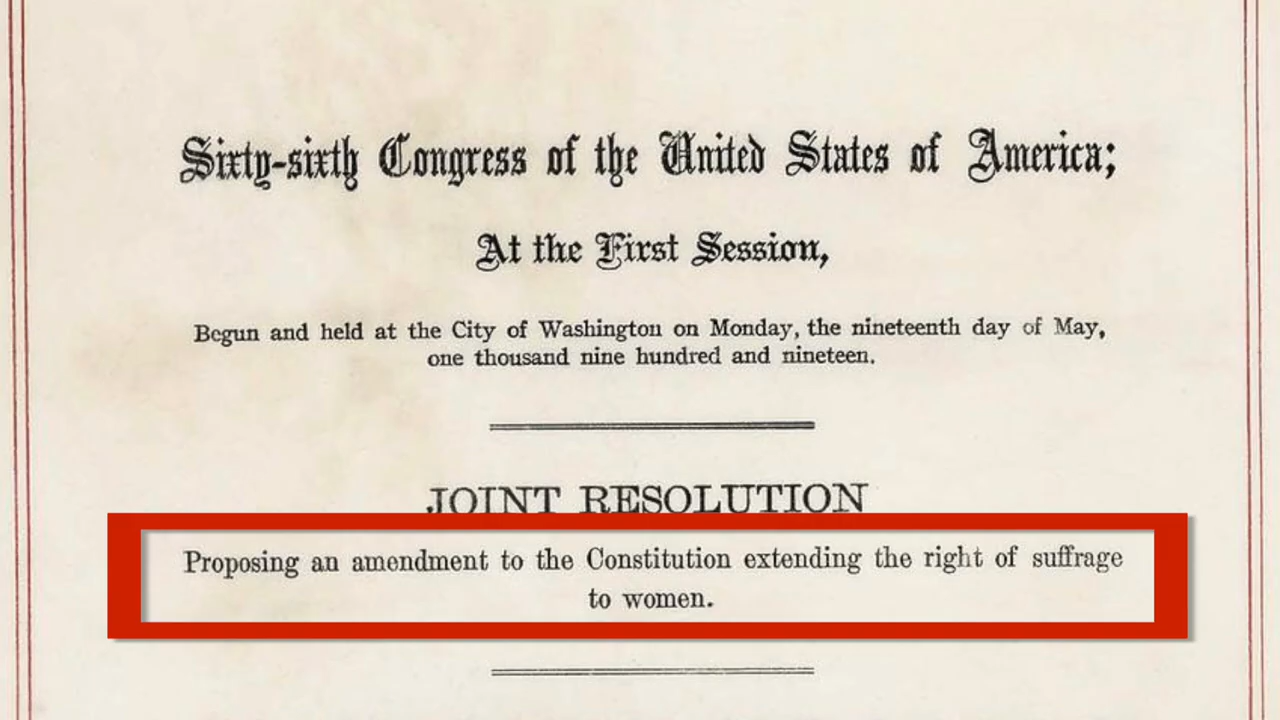 Sixty-sixth Congress of the United States of America;
At the First Session,
Begun and held at the City of Washington on Monday, the nineteenth day of May,
one thousand nine hundred and nineteen.
JOINT RESOLUTION
Proposing an amendment to the Constitution extending the right of suffrage
to women.